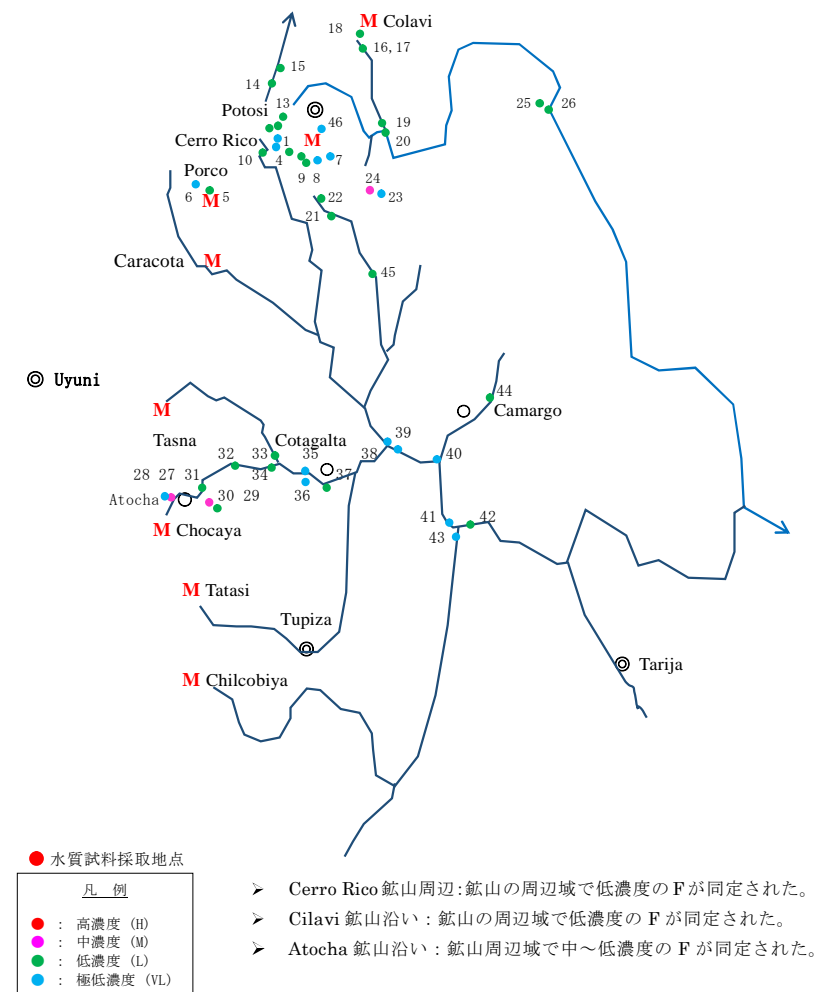 18 M Colavi
16,17
15
14
13
Potosi
46
19
Cerro Rico 1 M
20
25 26
10 4 7
9 8
Porco
24
6 5 23
M
22
21
Caracota M
45
Uyuni
M
44
Camargo
Tasna Cotagalta
39
32 33 35 38
40
28 27 31 34 37
Atocha 30 29 36
M Chocaya
41 42
43
M Tatasi
Tupiza
Tarija
M Chilcobiya
水質試料採取地点
凡 例
: 高濃度 (H)
: 中濃度 (M)
: 低濃度 (L)
: 極低濃度 (VL)
➢ Cerro Rico 鉱山周辺:鉱山の周辺域で低濃度の F が同定された。
➢ Cilavi 鉱山沿い：鉱山の周辺域で低濃度の F が同定された。
➢ Atocha 鉱山沿い：鉱山周辺域で中～低濃度の F が同定された。